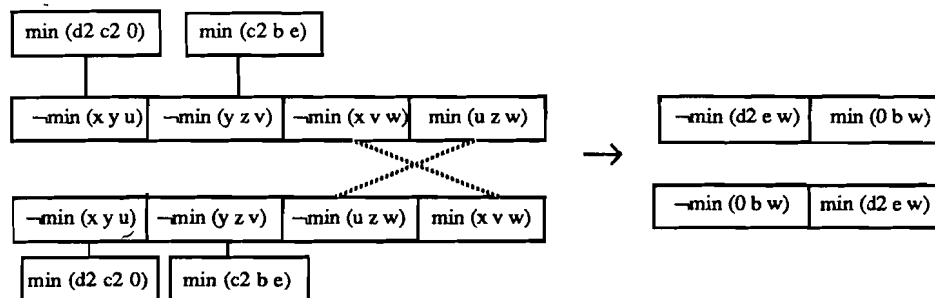 min (d2 c2 0) min (c2 b e)
¬min (x y u) ¬min (y z v) ¬min (x v w) min (u z w)
¬min (d2 e w) min (0 b w)
→
¬min (x y u) ¬min (y z v) ¬min (u z w) min (x v w)
¬min (0 b w) min (d2 e w)
min (d2 c2 0) min (c2 b e)